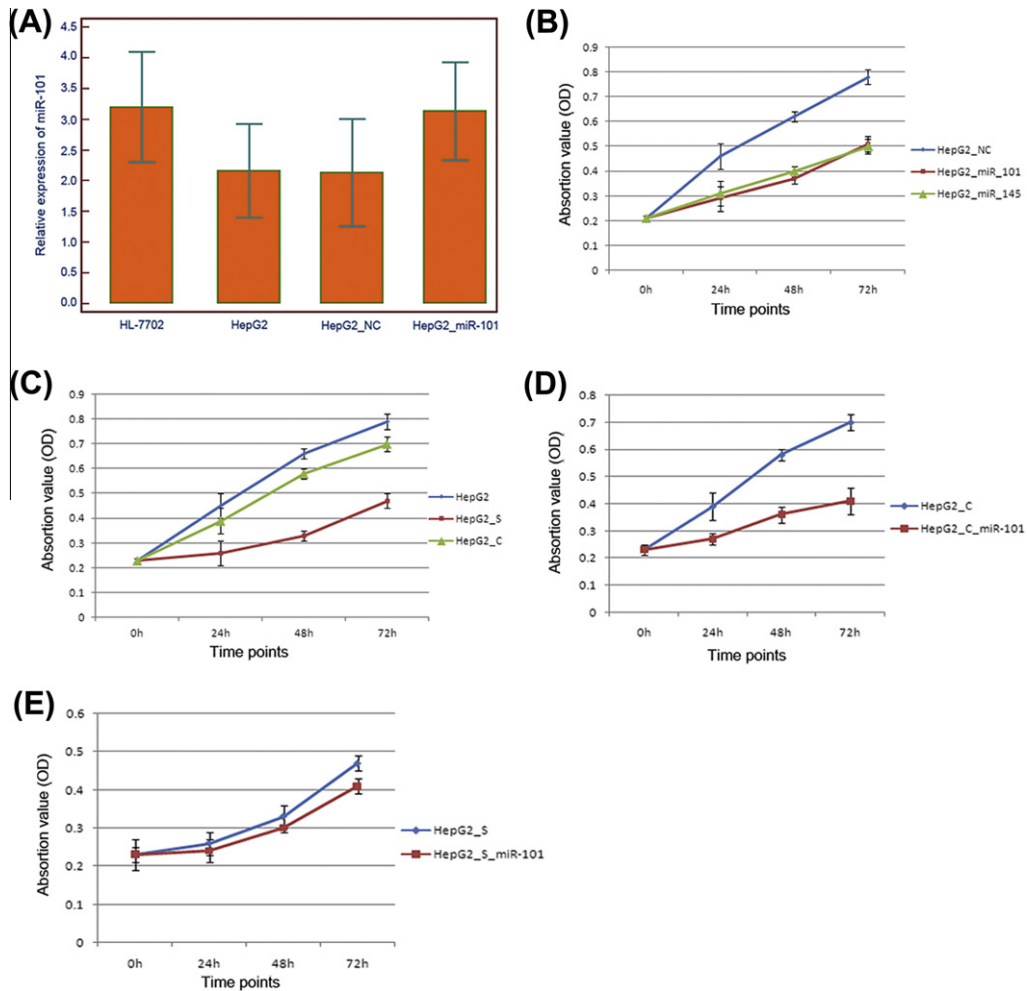 (A)
Relative expression of miR-101
4.5
4.0
3.5
3.0
2.5
2.0
1.5
1.0
0.5
0.0
HL-7702 HepG2 HepG2_NC HepG2_miR-101
(B)
Absortion value (OD)
0.9
0.8
0.7
0.6
0.5
0.4
0.3
0.2
0.1
0
0h 24h 48h 72h
Time points
HepG2_NC
HepG2_miR_101
HepG2_miR_145
(C)
Absortion value (OD)
0.9
0.8
0.7
0.6
0.5
0.4
0.3
0.2
0.1
0
0h 24h 48h 72h
Time points
HepG2
HepG2_S
HepG2_C
(D)
Absortion value (OD)
0.8
0.7
0.6
0.5
0.4
0.3
0.2
0.1
0
0h 24h 48h 72h
Time points
HepG2_C
HepG2_C_miR-101
(E)
Absortion value (OD)
0.6
0.5
0.4
0.3
0.2
0.1
0
0h 24h 48h 72h
Time points
HepG2_S
HepG2_S_miR-101